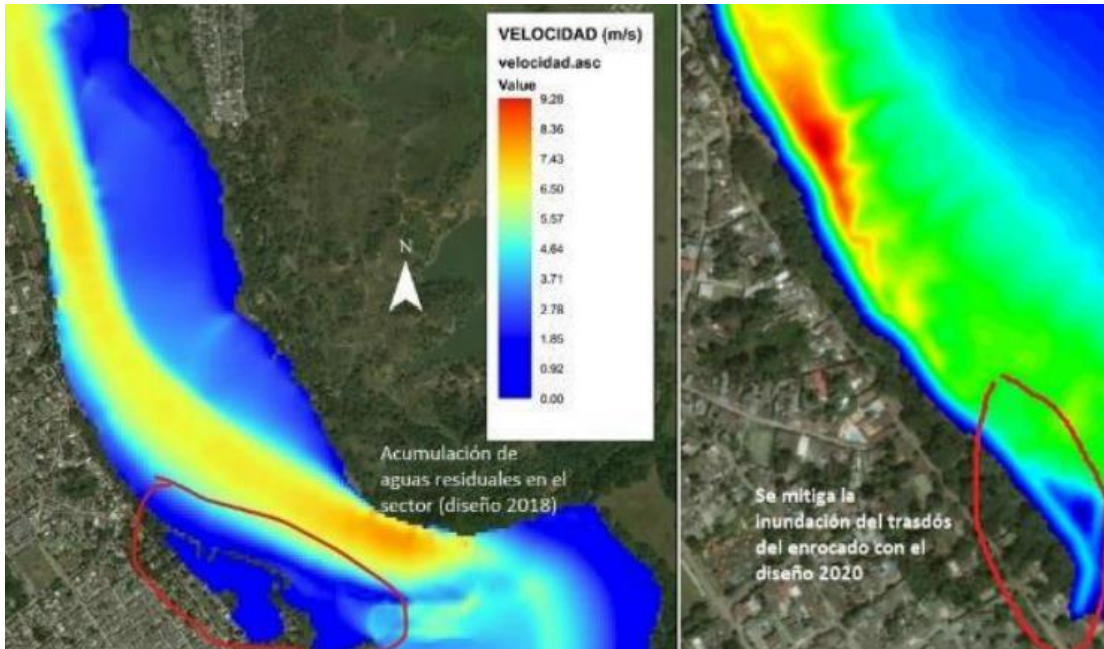 VELOCIDAD (m/s)
velocidad.asc
Value
9.28
8.36
7.43
6.50
5.57
4.64
3.71
2.78
1.85
0.92
0.00
N
Acumulación de
aguas residuales en el
sector (diseño 2018)
Se mitiga la
inundación del trasdós
del enrocado con el
diseño 2020